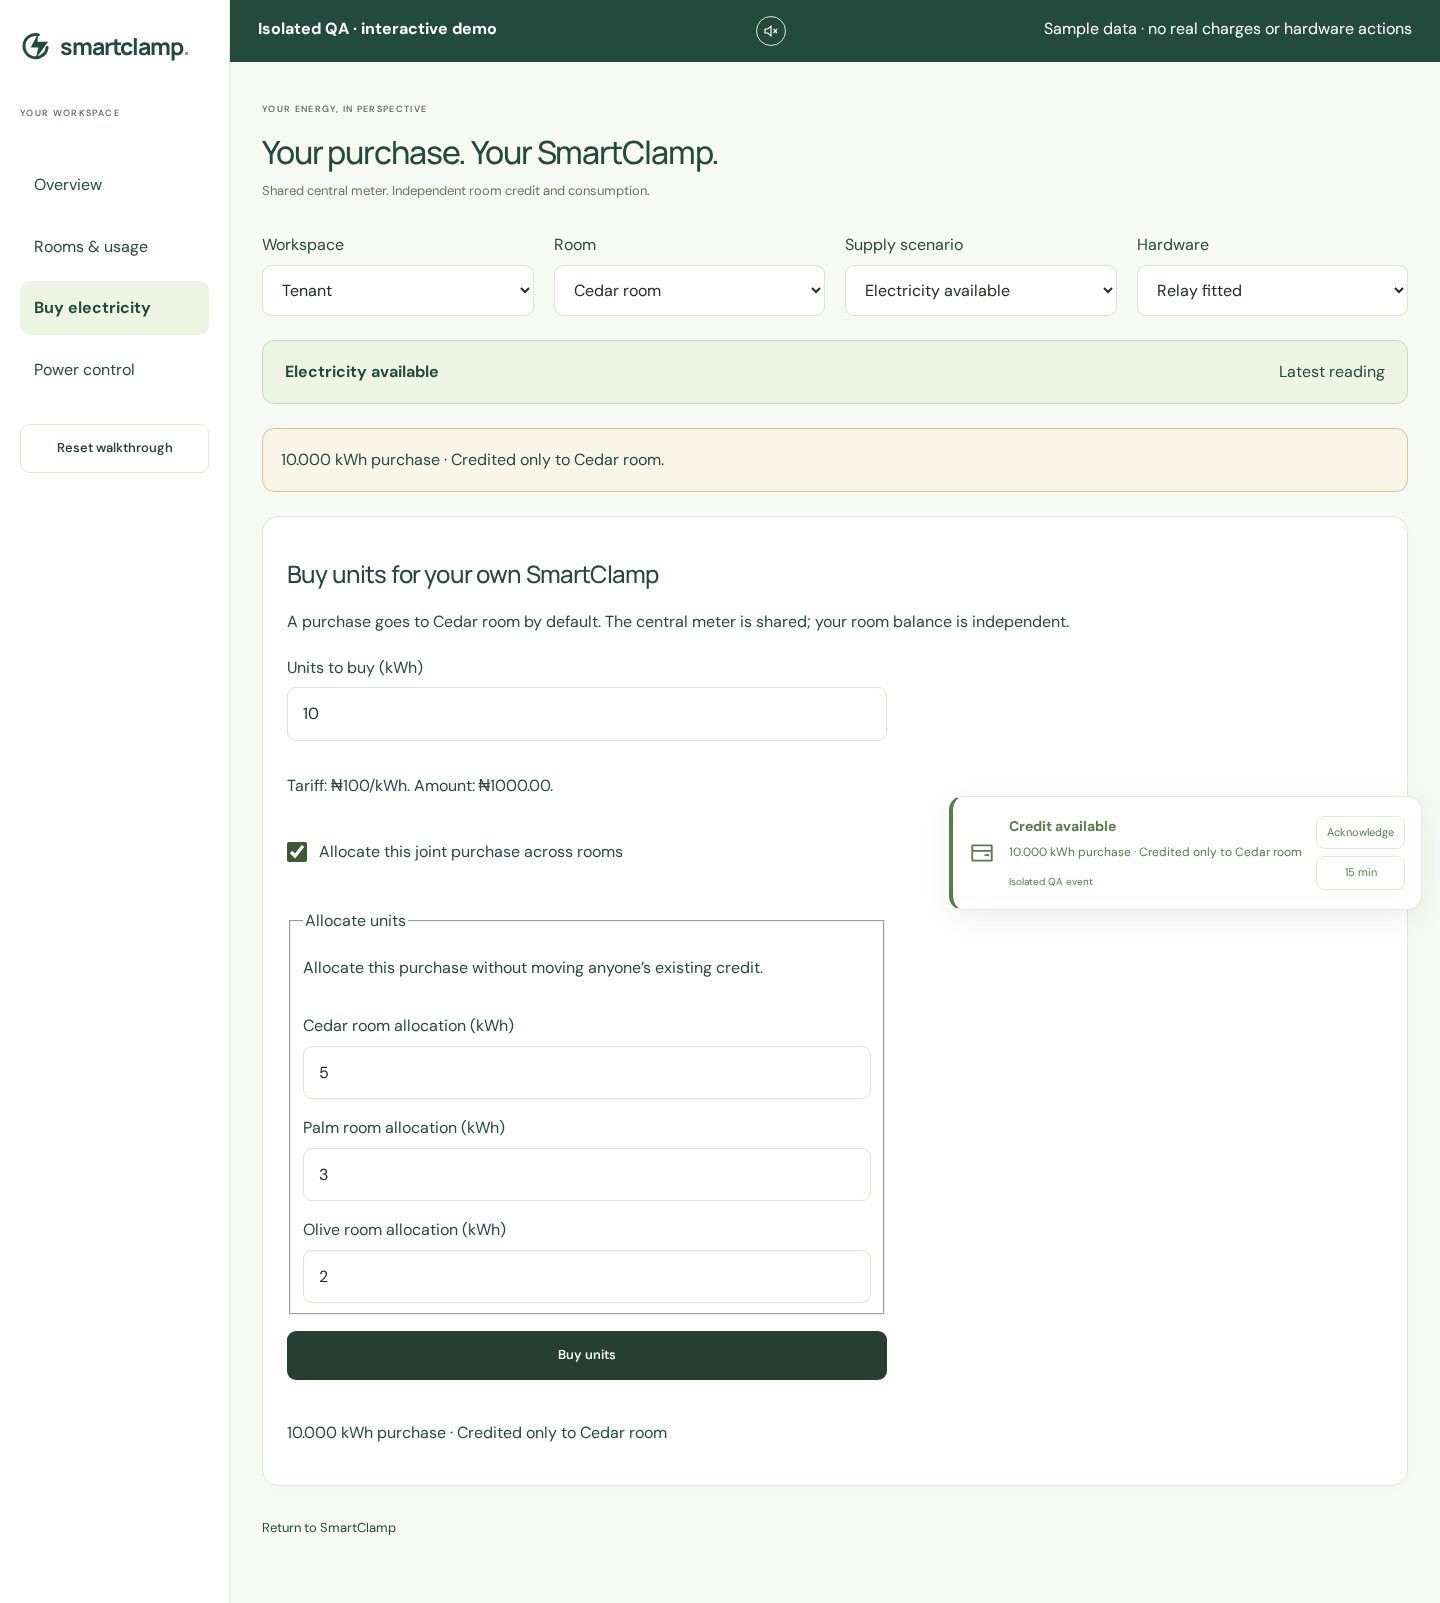 smartclamp.
YOUR WORKSPACE
Overview
Rooms & usage
Buy electricity
Power control
Reset walkthrough
Isolated QA · interactive demo
Sample data · no real charges or hardware actions
YOUR ENERGY, IN PERSPECTIVE
Your purchase. Your SmartClamp.
Shared central meter. Independent room credit and consumption.
Workspace
Tenant
Room
Cedar room
Supply scenario
Electricity available
Hardware
Relay fitted
Electricity available
Latest reading
10.000 kWh purchase · Credited only to Cedar room.
Buy units for your own SmartClamp
A purchase goes to Cedar room by default. The central meter is shared; your room balance is independent.
Units to buy (kWh)
10
Tariff: ₦100/kWh. Amount: ₦1000.00.
Allocate this joint purchase across rooms
Allocate units
Allocate this purchase without moving anyone’s existing credit.
Cedar room allocation (kWh)
5
Palm room allocation (kWh)
3
Olive room allocation (kWh)
2
Buy units
10.000 kWh purchase · Credited only to Cedar room
Credit available
10.000 kWh purchase · Credited only to Cedar room
Isolated QA event
Acknowledge
15 min
Return to SmartClamp